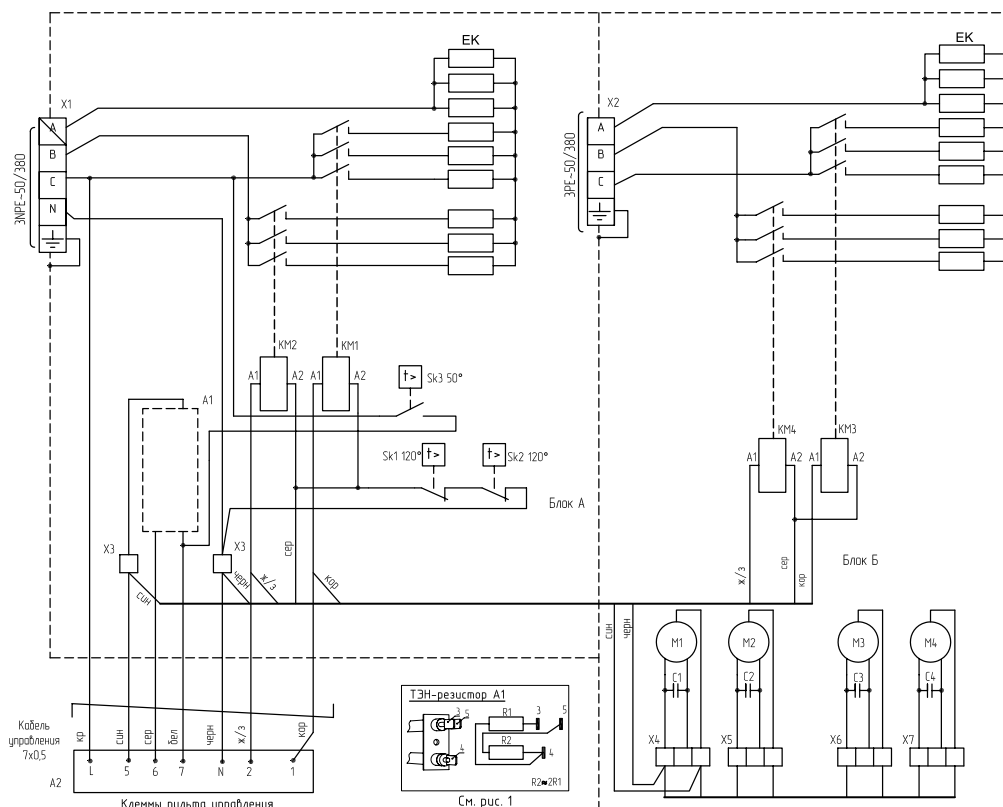 EK
EK
X1
X2
A
B
C
N
3NPE~50/380
A
B
C
3PE~50/380
KM2
KM1
A1
A2
A1
A2
t>
Sk3 50°
A1
Sk1 120°
t>
t>
Sk2 120°
Блок А
KM4
KM3
A1
A2
A1
A2
Блок Б
X3
X3
син
черн
ж/з
сер
кор
ж/з
сер
кор
син
черн
M1
M2
M3
M4
C1
C2
C3
C4
X4
X5
X6
X7
Кабель
управления
7x0,5
кр
син
сер
бел
черн
ж/з
кор
L
5
6
7
N
2
1
A2
Клеммы пульта управления
ТЭН-резистор А1
3
5
4
R1
3
5
R2
4
R2≈2R1
См. рис. 1